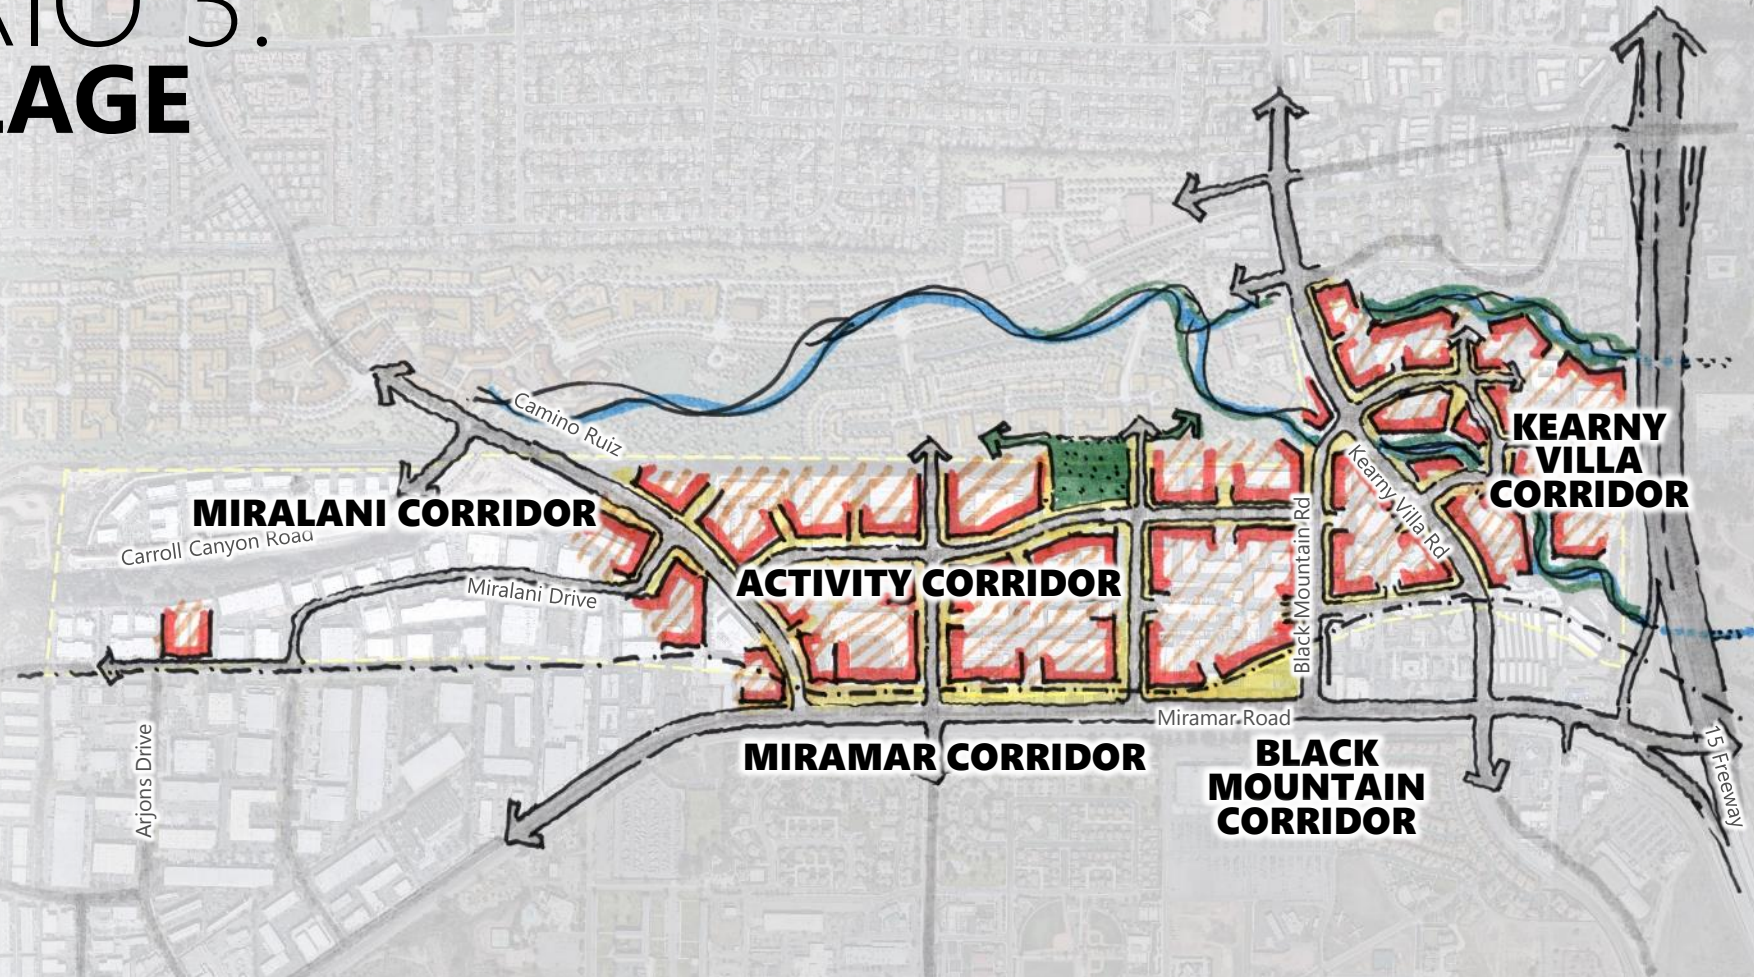 LAGE
Camino Ruiz
KEARNY
VILLA
CORRIDOR
Kearny Villa Rd
MIRALANI CORRIDOR
Carroll Canyon Road
Black Mountain Rd
Miralani Drive
ACTIVITY CORRIDOR
Miramar Road
Arjons Drive
MIRAMAR CORRIDOR
BLACK
MOUNTAIN
CORRIDOR
15 Freeway